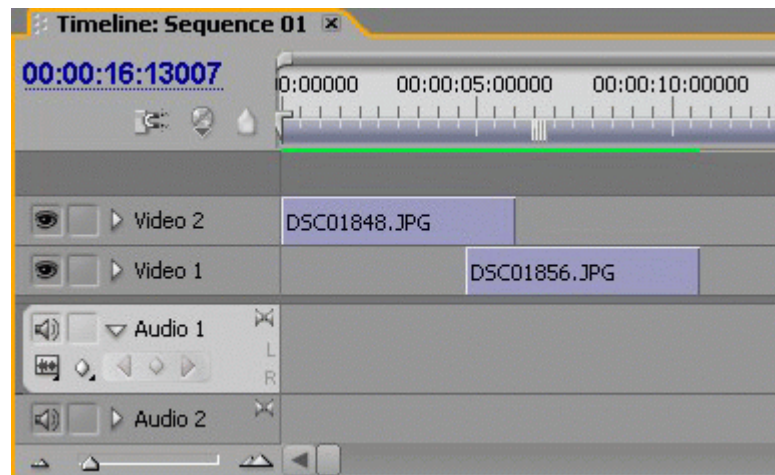 Timeline: Sequence 01
00:00:16:13007
0:00000 00:00:05:00000 00:00:10:00000
Video 2
DSC01848.JPG
Video 1
DSC01856.JPG
Audio 1
L
R
Audio 2